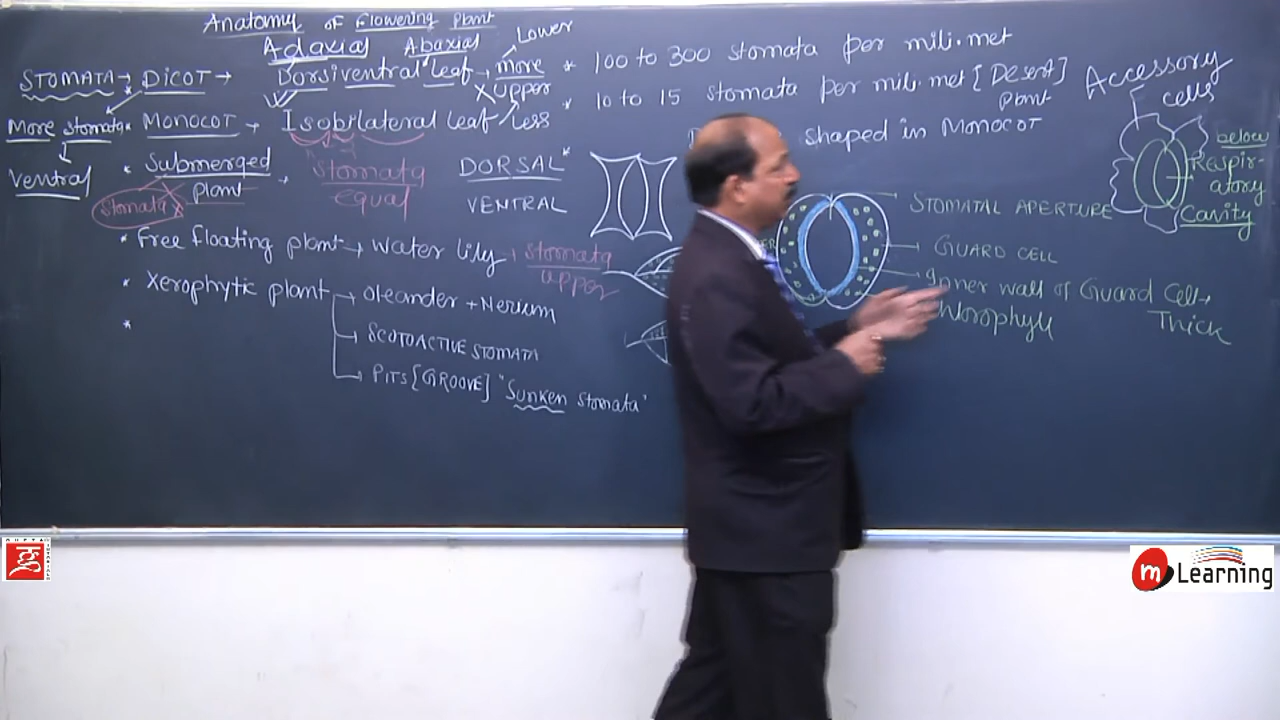 Anatomy of Flowering Plant
Adaxial Abaxial Lower
STOMATA → DICOT → Dorsiventral leaf → more
X Upper
More stomata * MONOCOT → Isobilateral leaf / less
Ventral
* Submerged plant → Stomata equal
Stomata X
* Free floating plant → Water lily → Stomata upper
* Xerophytic plant → Oleander + Nerium
→ SCOTOACTIVE STOMATA
→ PITS [GROOVE] "Sunken Stomata"
*
DORSAL
VENTRAL
* 100 to 300 stomata per mili.met
* 10 to 15 stomata per mili.met [Desert] Plant
* shaped in MONOCOT
STOMATAL APERTURE
GUARD CELL
Inner wall of Guard Cell → Thick
Accessory cells
below
Respir-
atory
Cavity
m Learning